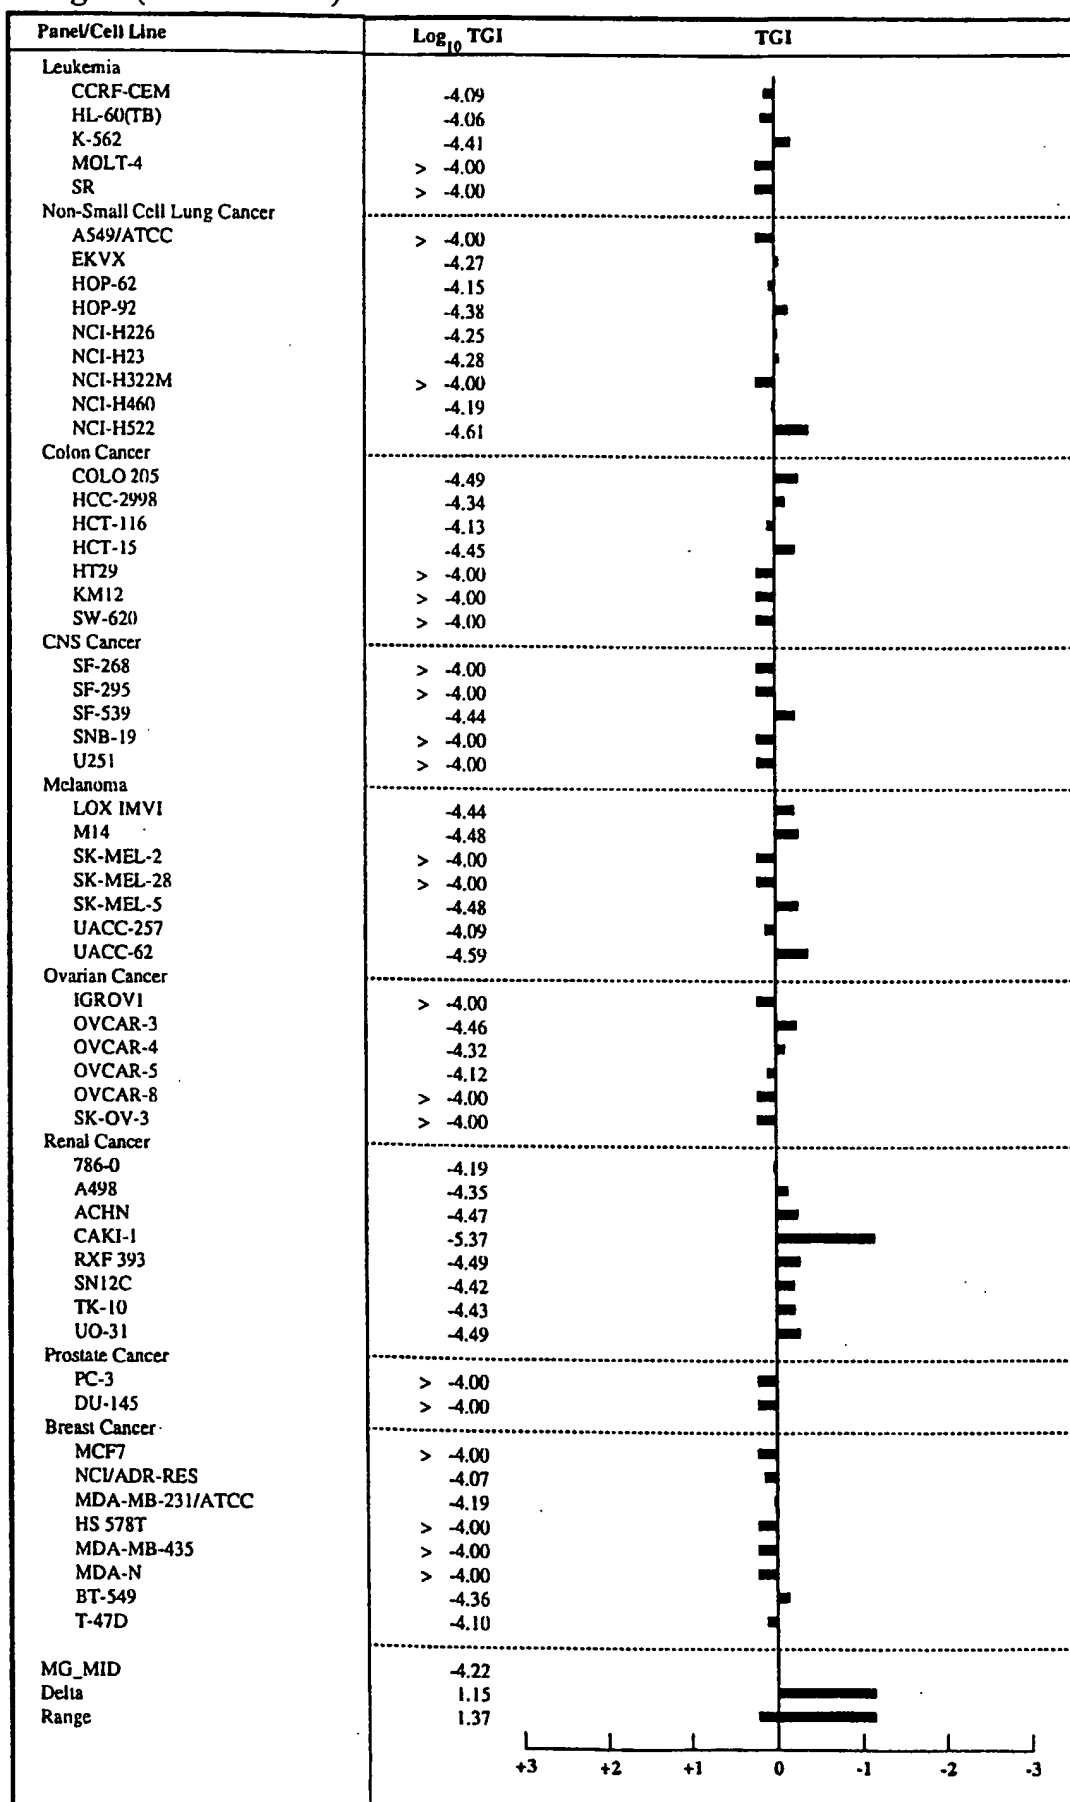 Panel/Cell Line Log10 TGI TGI
Leukemia
CCRF-CEM -4.09
HL-60(TB) -4.06
K-562 -4.41
MOLT-4 > -4.00
SR > -4.00
Non-Small Cell Lung Cancer
A549/ATCC > -4.00
EKVX -4.27
HOP-62 -4.15
HOP-92 -4.38
NCI-H226 -4.25
NCI-H23 -4.28
NCI-H322M > -4.00
NCI-H460 -4.19
NCI-H522 -4.61
Colon Cancer
COLO 205 -4.49
HCC-2998 -4.34
HCT-116 -4.13
HCT-15 -4.45
HT29 > -4.00
KM12 > -4.00
SW-620 > -4.00
CNS Cancer
SF-268 > -4.00
SF-295 > -4.00
SF-539 -4.44
SNB-19 > -4.00
U251 > -4.00
Melanoma
LOX IMVI -4.44
M14 -4.48
SK-MEL-2 > -4.00
SK-MEL-28 > -4.00
SK-MEL-5 -4.48
UACC-257 -4.09
UACC-62 -4.59
Ovarian Cancer
IGROV1 > -4.00
OVCAR-3 -4.46
OVCAR-4 -4.32
OVCAR-5 -4.12
OVCAR-8 > -4.00
SK-OV-3 > -4.00
Renal Cancer
786-0 -4.19
A498 -4.35
ACHN -4.47
CAKI-1 -5.37
RXF 393 -4.49
SN12C -4.42
TK-10 -4.43
UO-31 -4.49
Prostate Cancer
PC-3 > -4.00
DU-145 > -4.00
Breast Cancer
MCF7 > -4.00
NCI/ADR-RES -4.07
MDA-MB-231/ATCC -4.19
HS 578T > -4.00
MDA-MB-435 > -4.00
MDA-N > -4.00
BT-549 -4.36
T-47D -4.10
MG_MID -4.22
Delta 1.15
Range 1.37
+3 +2 +1 0 -1 -2 -3